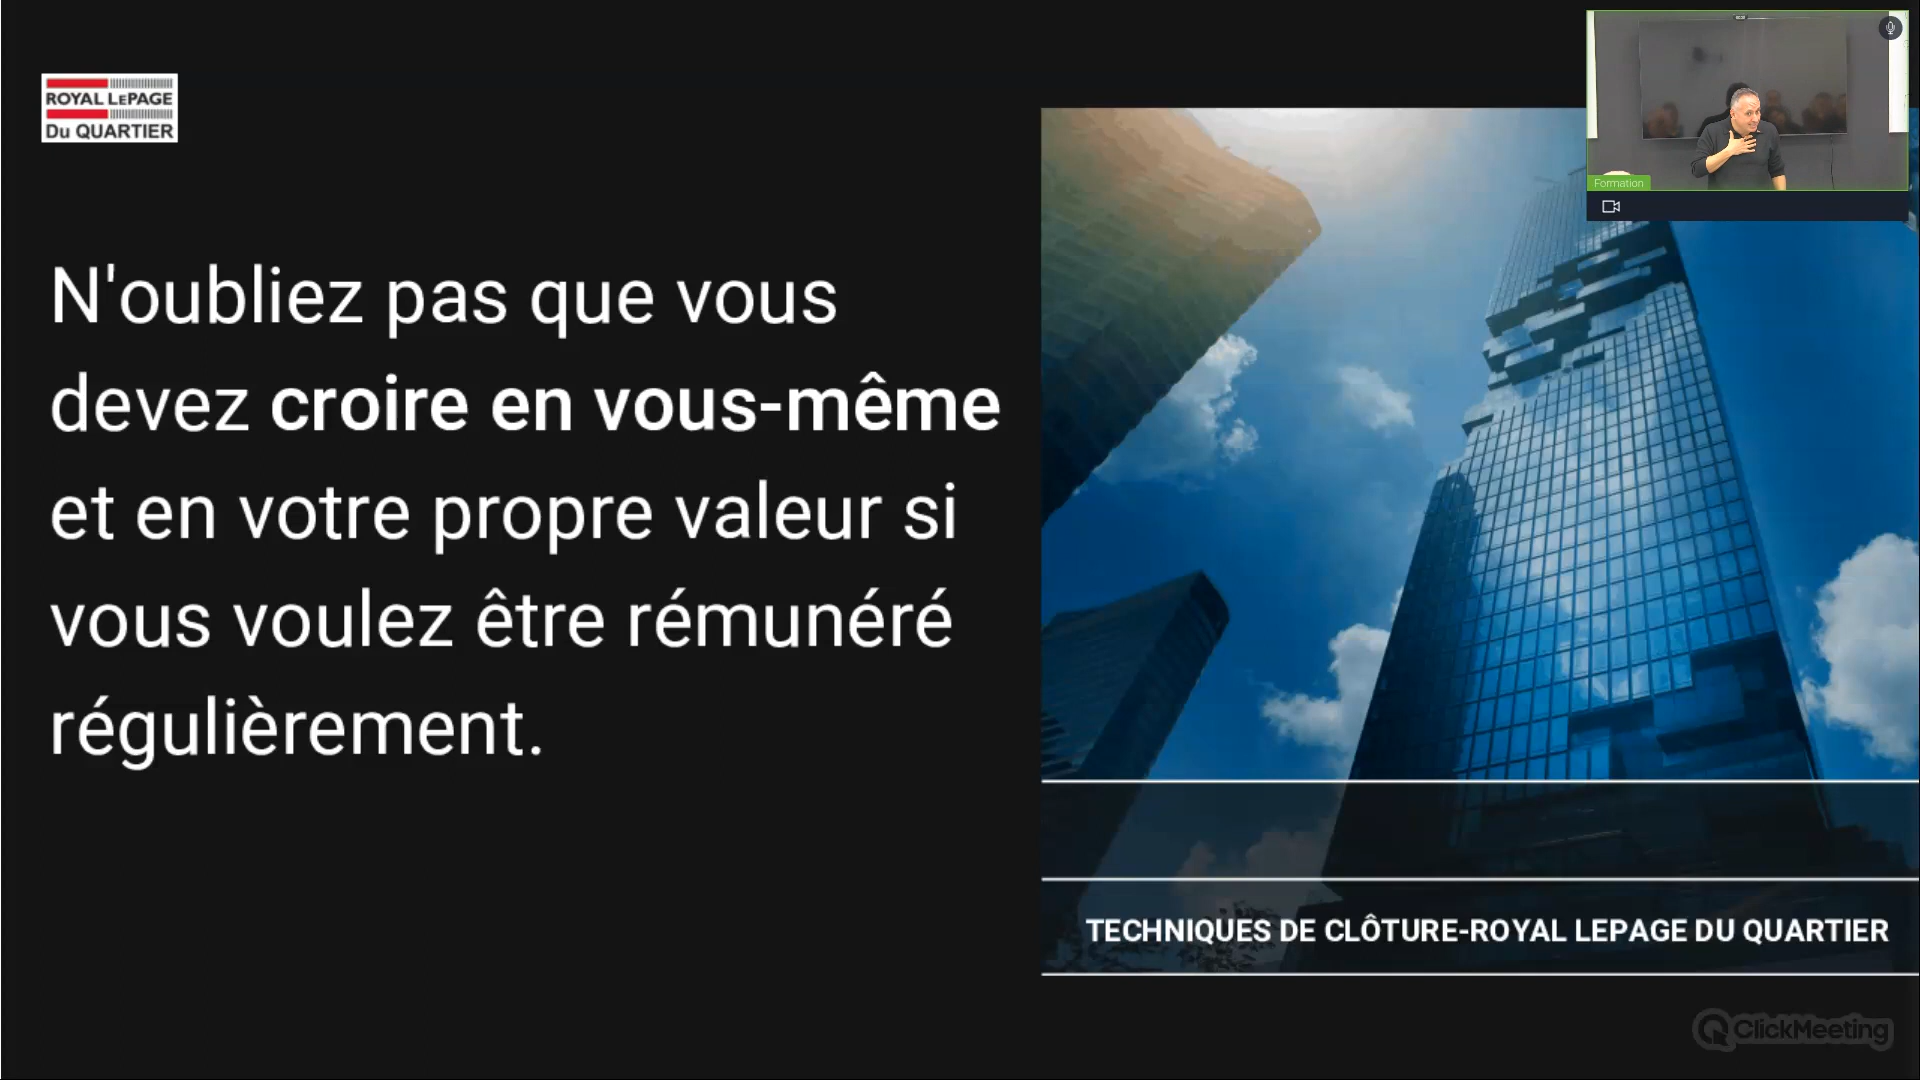 ROYAL LEPAGE
Du QUARTIER
Formation
N'oubliez pas que vous
devez croire en vous-même
et en votre propre valeur si
vous voulez être rémunéré
régulièrement.
TECHNIQUES DE CLÔTURE-ROYAL LEPAGE DU QUARTIER
ClickMeeting